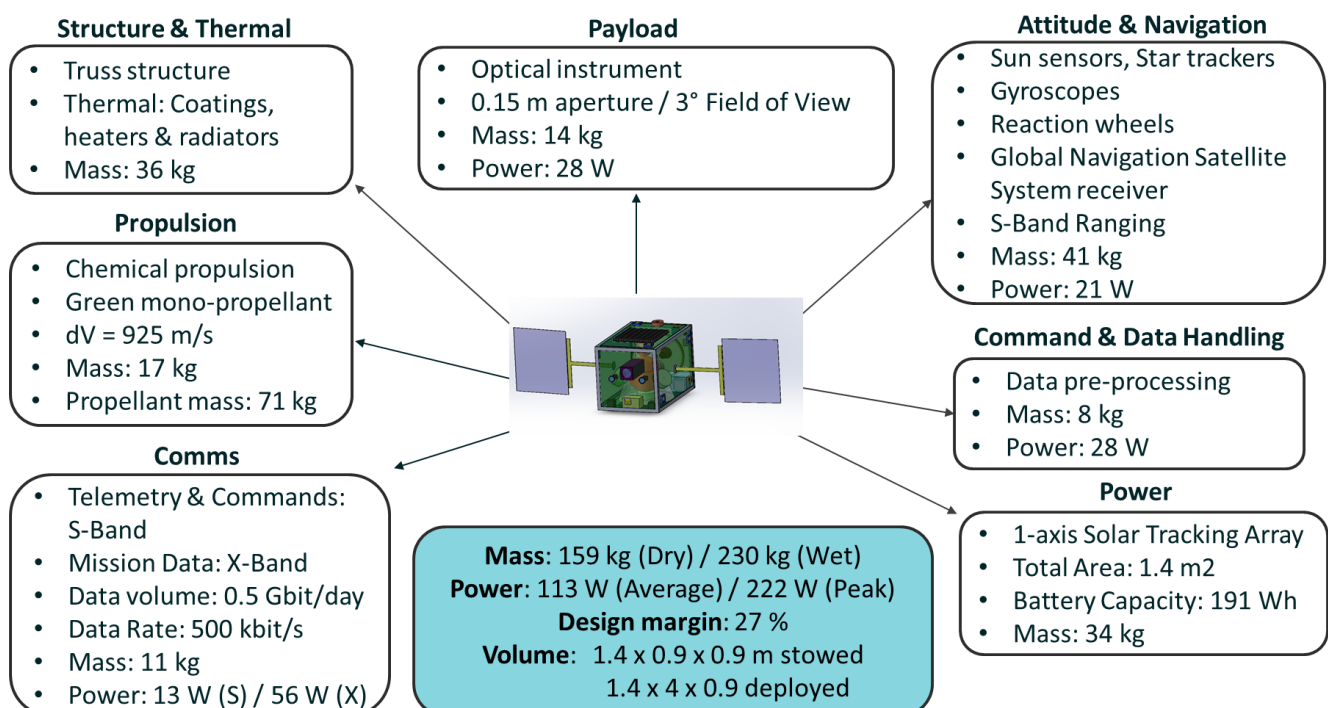 Structure & Thermal
• Truss structure
• Thermal: Coatings,
heaters & radiators
• Mass: 36 kg
Payload
• Optical instrument
• 0.15 m aperture / 3° Field of View
• Mass: 14 kg
• Power: 28 W
Attitude & Navigation
• Sun sensors, Star trackers
• Gyroscopes
• Reaction wheels
• Global Navigation Satellite
System receiver
• S-Band Ranging
• Mass: 41 kg
• Power: 21 W
Propulsion
• Chemical propulsion
• Green mono-propellant
• dV = 925 m/s
• Mass: 17 kg
• Propellant mass: 71 kg
Command & Data Handling
• Data pre-processing
• Mass: 8 kg
• Power: 28 W
Comms
• Telemetry & Commands:
S-Band
• Mission Data: X-Band
• Data volume: 0.5 Gbit/day
• Data Rate: 500 kbit/s
• Mass: 11 kg
• Power: 13 W (S) / 56 W (X)
Mass: 159 kg (Dry) / 230 kg (Wet)
Power: 113 W (Average) / 222 W (Peak)
Design margin: 27 %
Volume: 1.4 x 0.9 x 0.9 m stowed
1.4 x 4 x 0.9 deployed
Power
• 1-axis Solar Tracking Array
• Total Area: 1.4 m2
• Battery Capacity: 191 Wh
• Mass: 34 kg